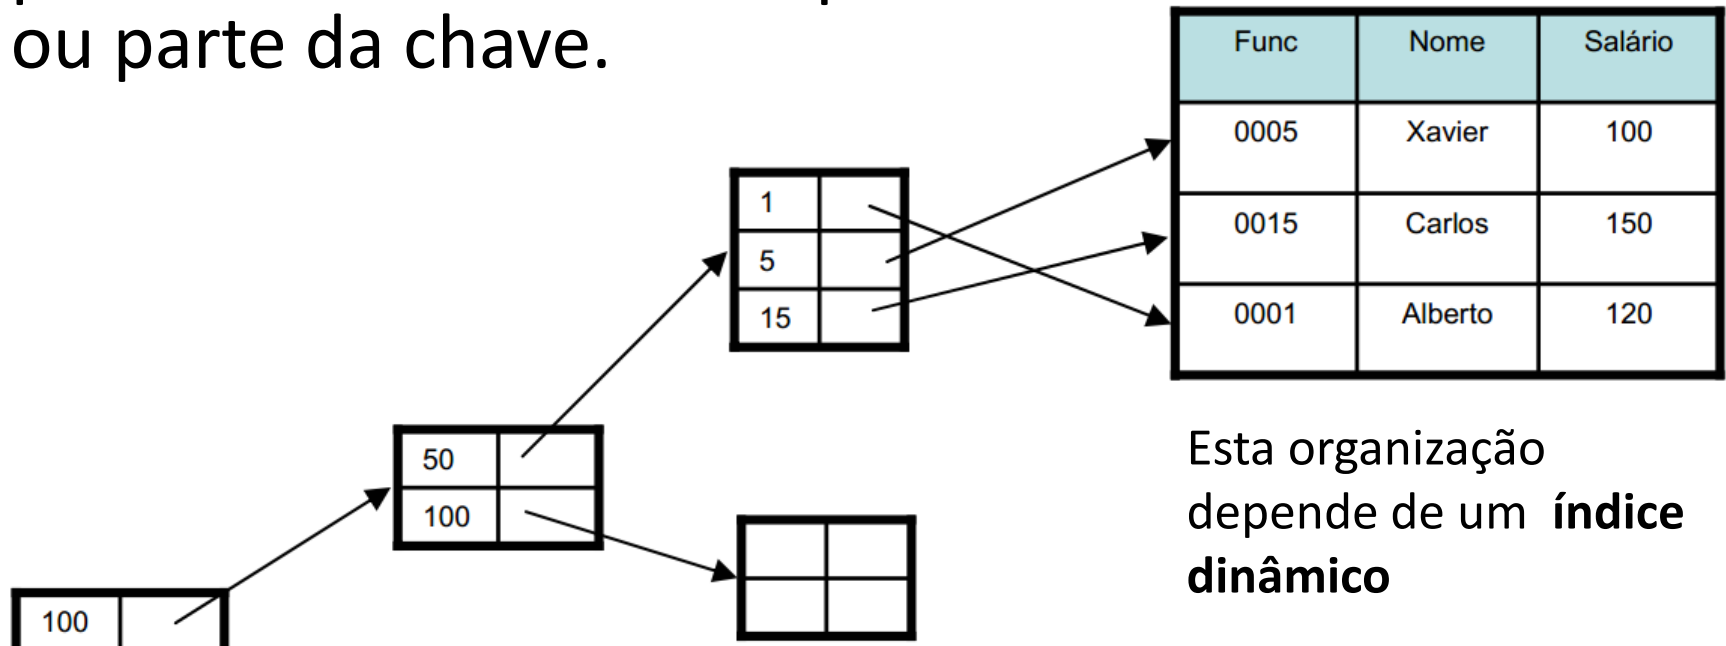 ou parte da chave.
Func Nome Salário
0005 Xavier 100
0015 Carlos 150
0001 Alberto 120
1
5
15
50
100
100
Esta organização
depende de um índice
dinâmico